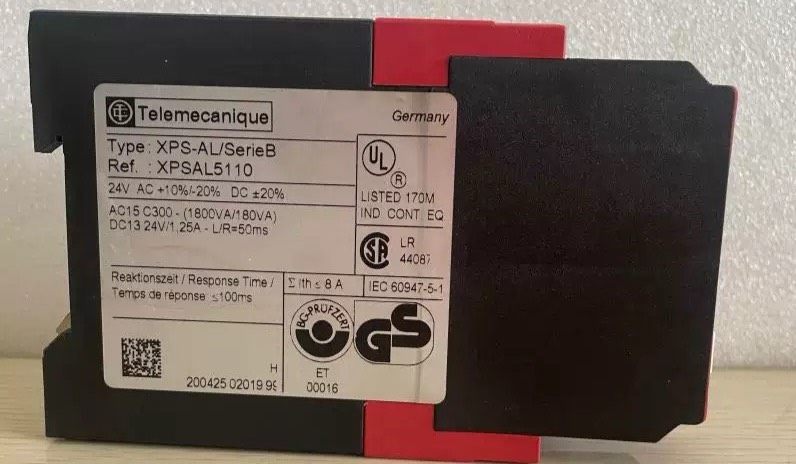 Telemecanique
Germany
Type : XPS-AL/SerieB
Ref. : XPSAL5110
24V AC +10%/-20% DC ±20%
AC15 C300 - (1800VA/180VA)
DC13 24V/1,25A - L/R=50ms
UL
®
LISTED 170M
IND CONT EQ
SA
LR
44087
Reaktionszeit / Response Time /
Temps de réponse: ≤100ms
Σ Ith ≤ 8 A
IEC 60947-5-1
BG-PRÜFZERT
GS
ET
00016
H
200425 02019 99